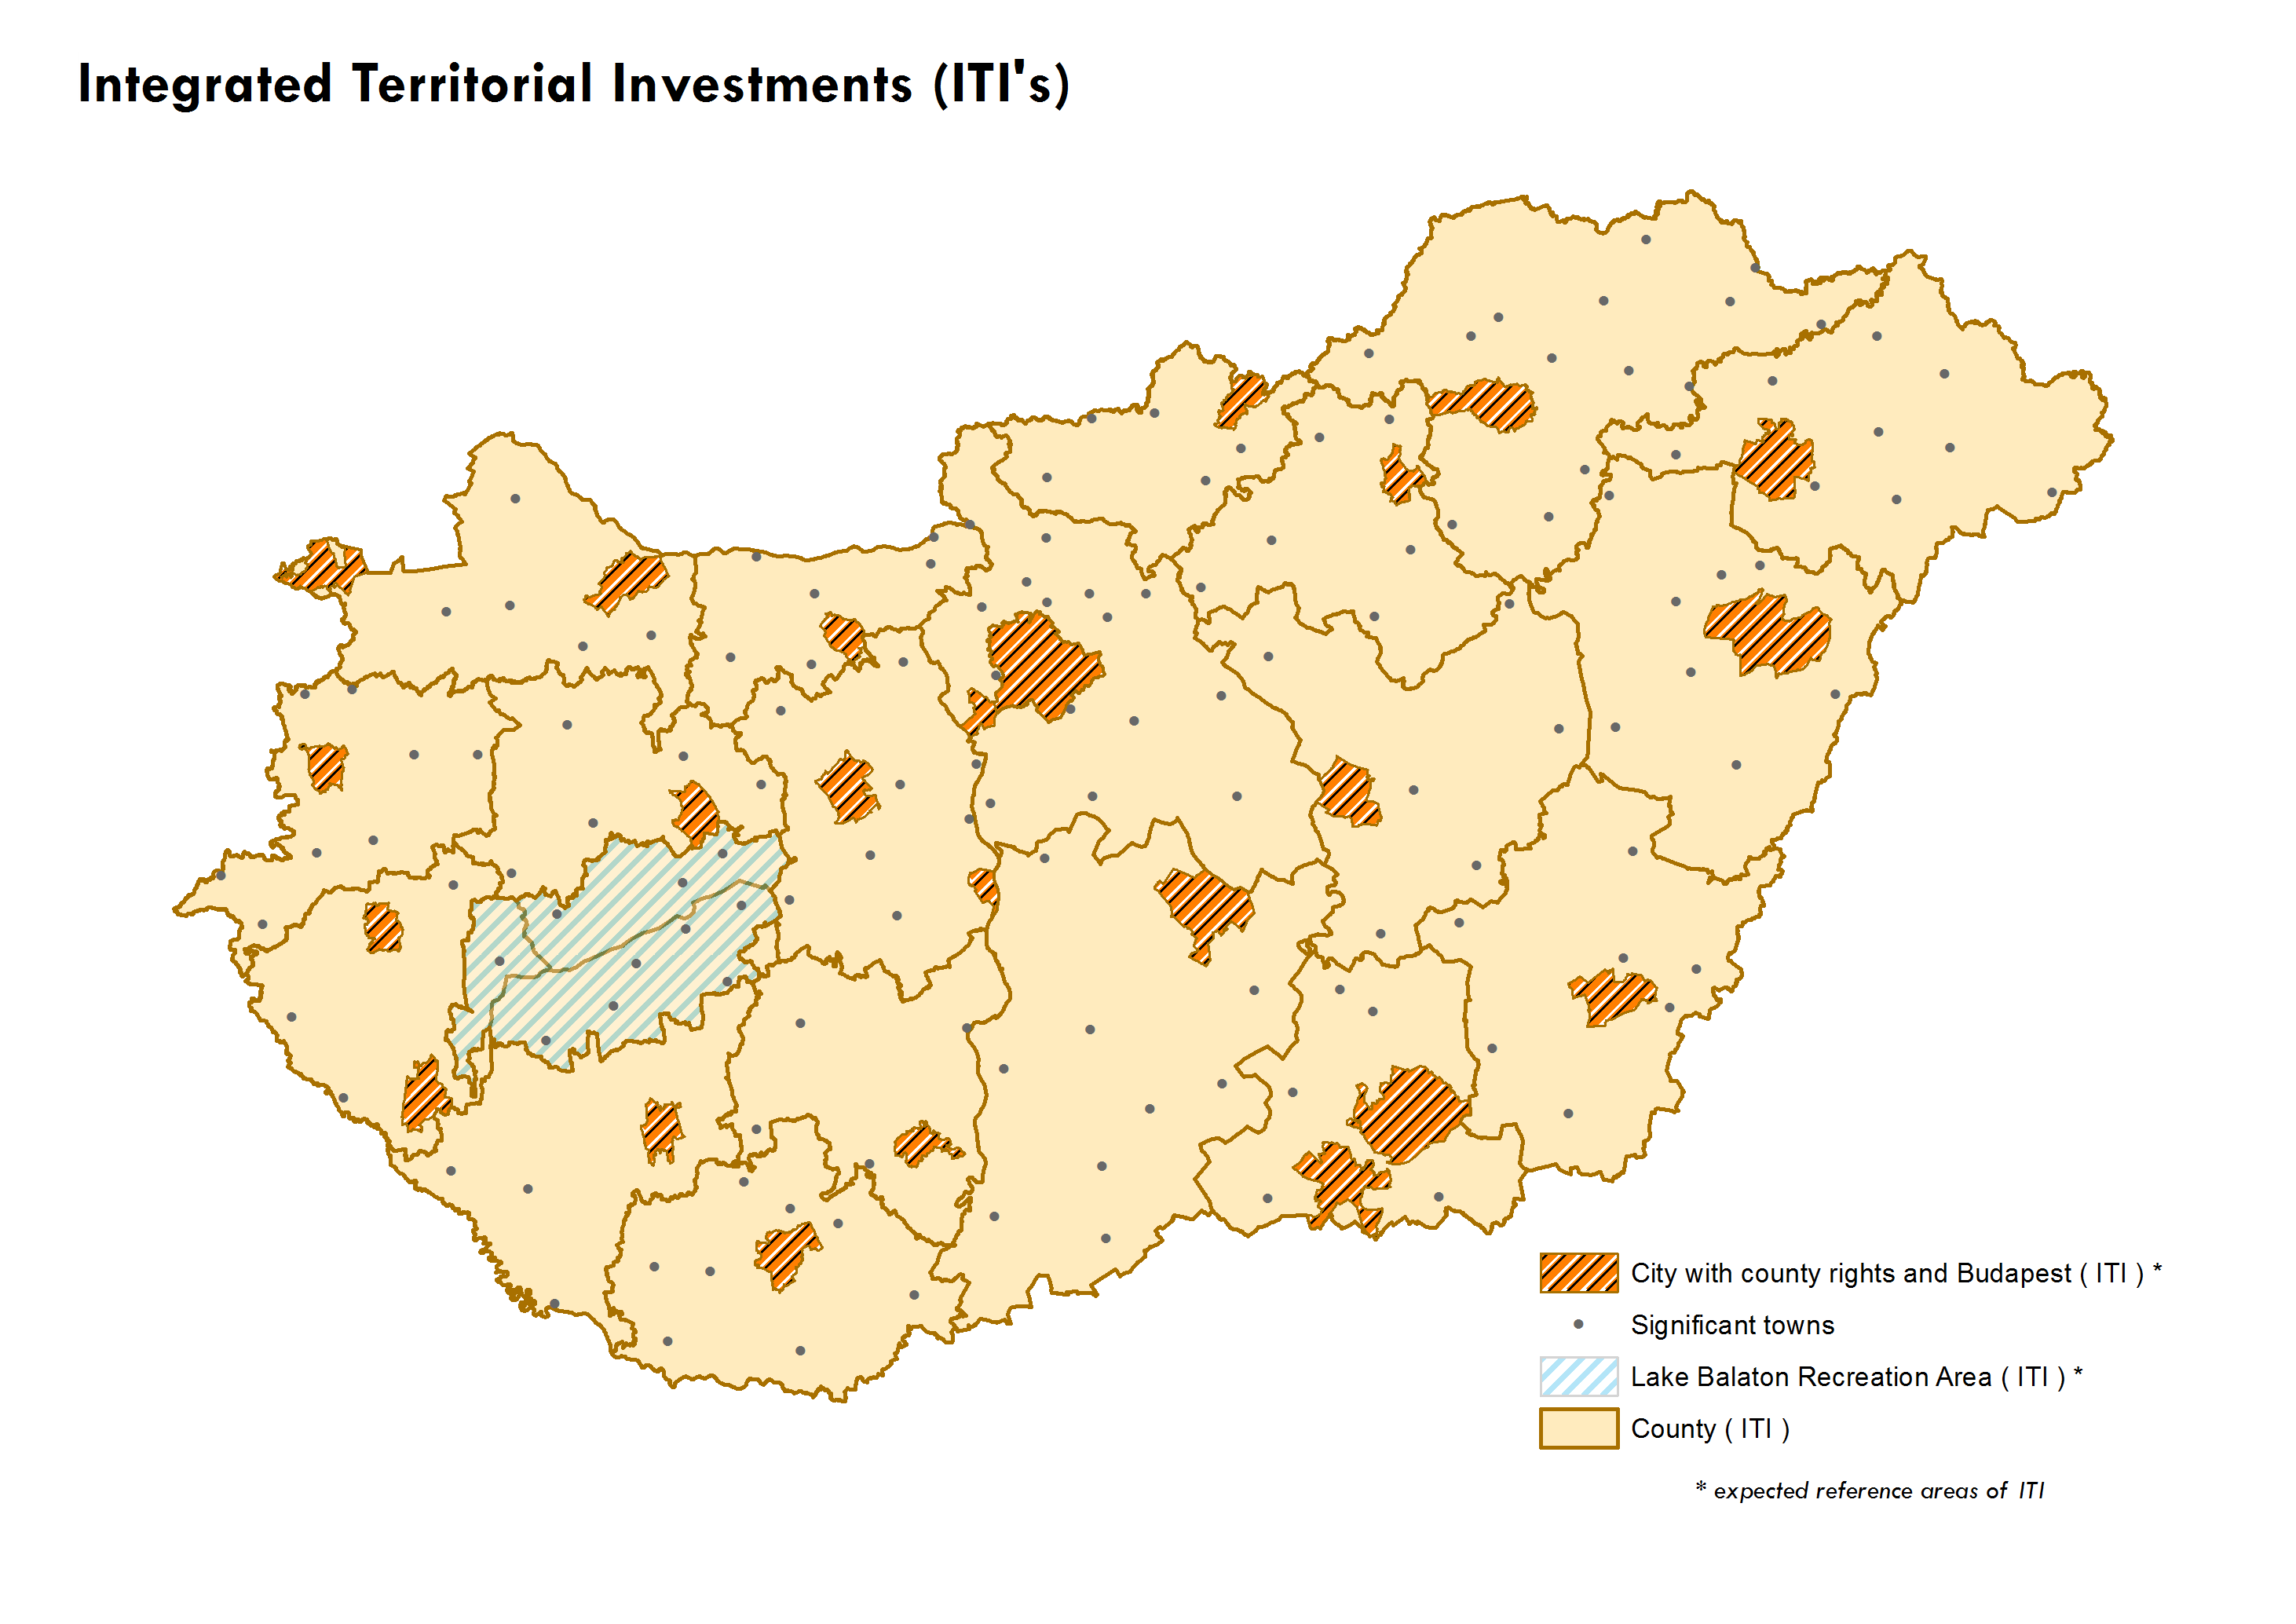 Integrated Territorial Investments (ITI's)
City with county rights and Budapest ( ITI ) *
Significant towns
Lake Balaton Recreation Area ( ITI ) *
County ( ITI )
* expected reference areas of ITI